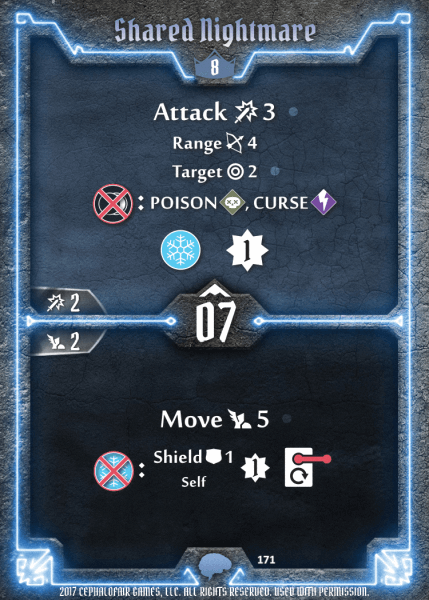 Shared Nightmare
8
Attack 3
Range 4
Target 2
: POISON , CURSE
1
2
07
2
Move 5
: Shield 1
Self
1
171
2017 CEPHALOFAIR GAMES, LLC. ALL RIGHTS RESERVED. USED WITH PERMISSION.